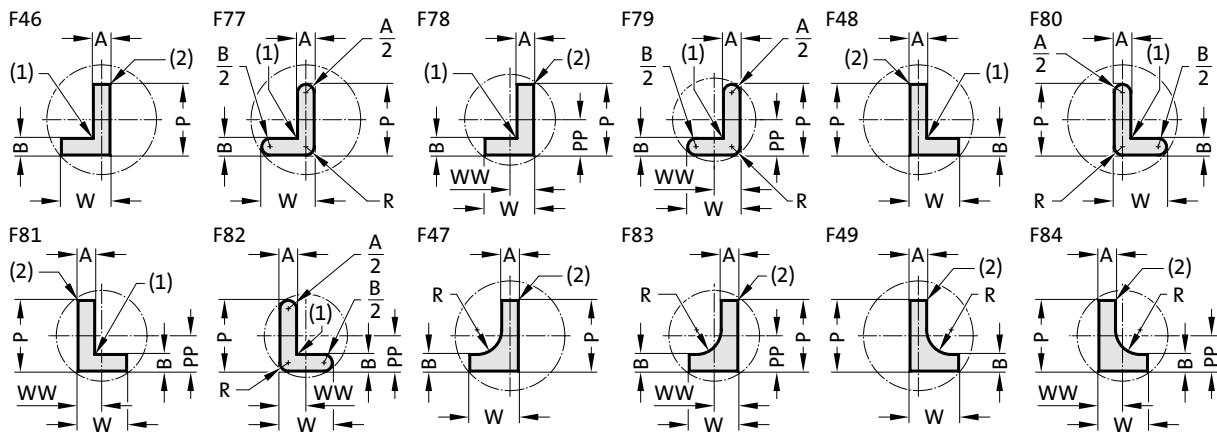 F46 F77 F78 F79 F48 F80
A (2) (1) P B W
B/2 (1) A A/2 P B W R
A (2) (1) P PP B WW W
B/2 (1) A A/2 P PP B WW W R
(2) A (1) P B W
A/2 A (1) B/2 P B R W
F81 F82 F47 F83 F49 F84
(2) A (1) P B PP WW W
A A/2 (1) B/2 P B PP R WW W
A (2) R P B W
A (2) R P PP B WW W
A (2) R P B W
A (2) R P B PP WW W